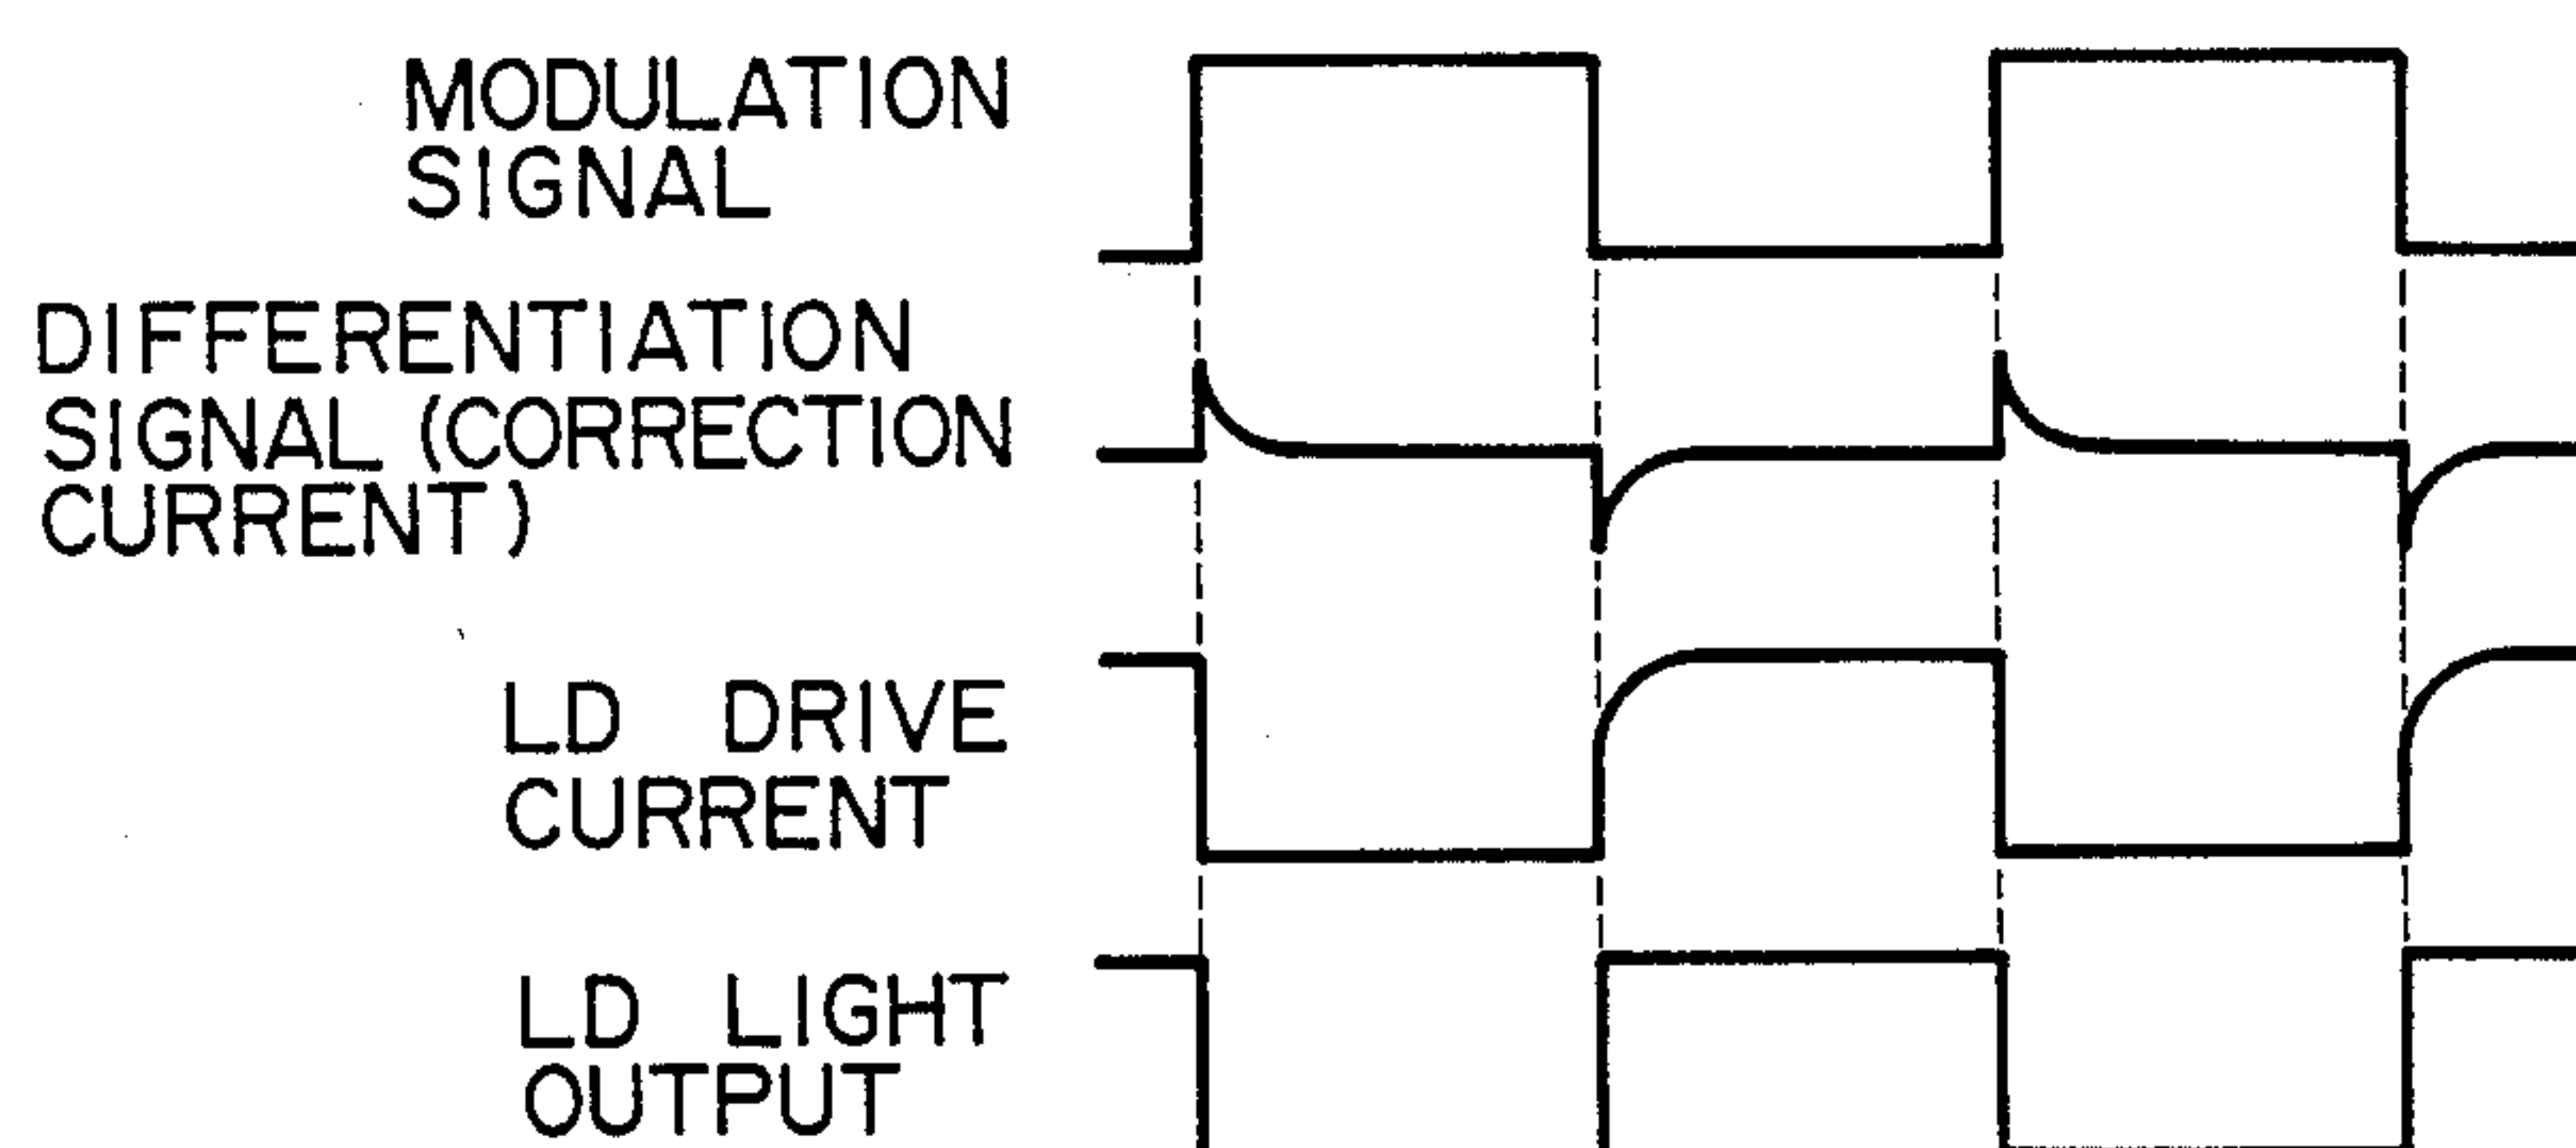 MODULATION
SIGNAL
DIFFERENTIATION
SIGNAL (CORRECTION
CURRENT)
LD DRIVE
CURRENT
LD LIGHT
OUTPUT